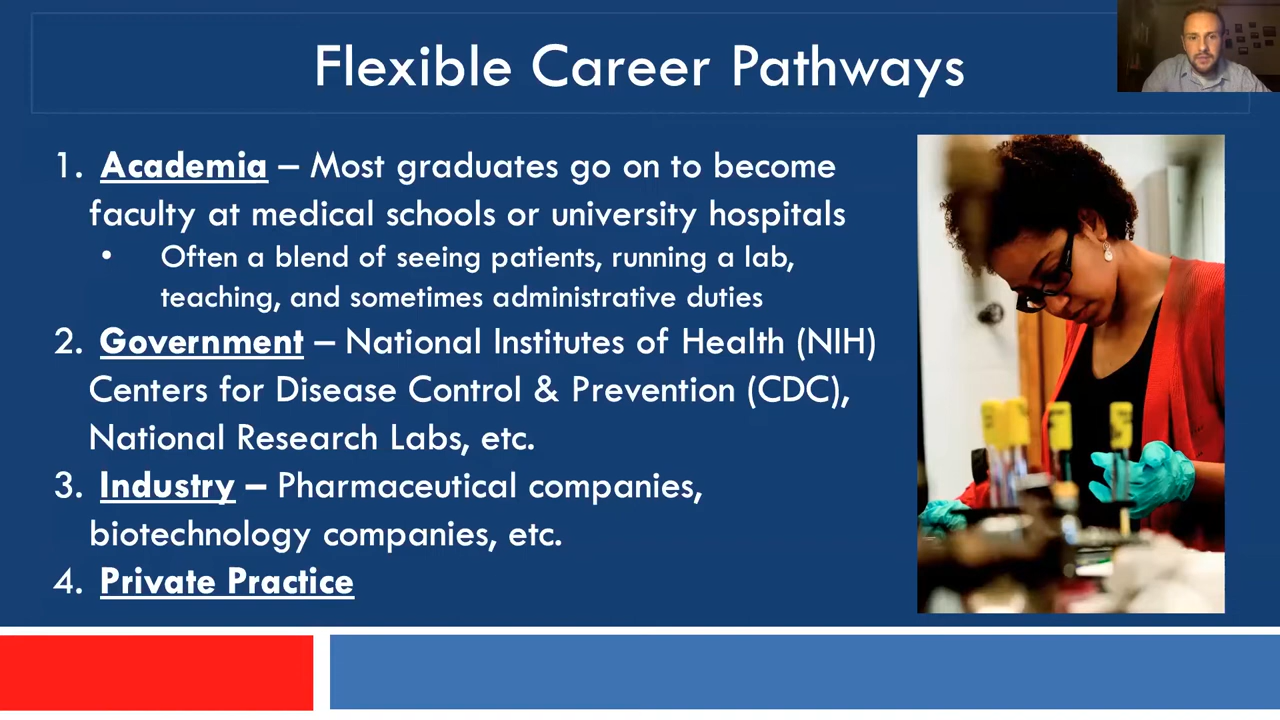 Flexible Career Pathways
1. Academia – Most graduates go on to become
faculty at medical schools or university hospitals
• Often a blend of seeing patients, running a lab,
teaching, and sometimes administrative duties
2. Government – National Institutes of Health (NIH)
Centers for Disease Control & Prevention (CDC),
National Research Labs, etc.
3. Industry – Pharmaceutical companies,
biotechnology companies, etc.
4. Private Practice